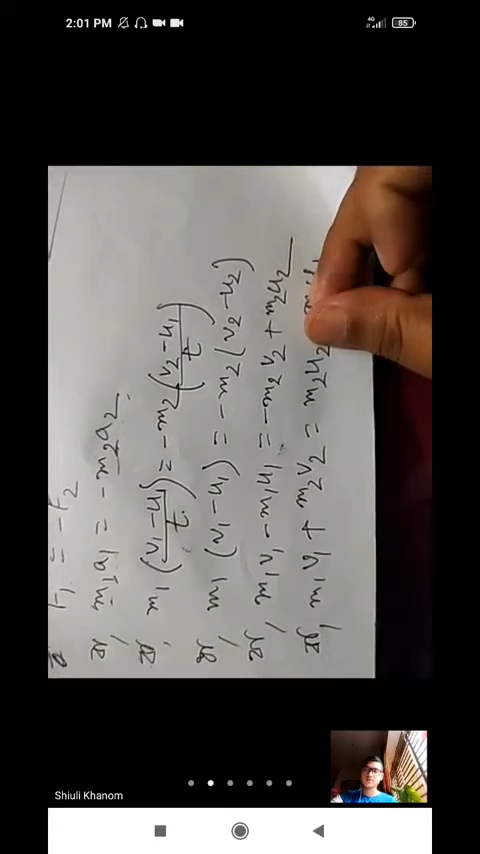 2:01 PM
4G
85
F₁ = -F₂
বা, m₁a₁ = -m₂a₂.
বা, m₁(v₁-u₁/t) = -m₂(v₂-u₂/t)
বা, m₁(v₁-u₁) = -m₂(v₂-u₂)
বা, m₁v₁ - m₁u₁ = -m₂v₂ + m₂u₂
বা, m₁v₁ + m₂v₂ = m₂u₂
Shiuli Khanom